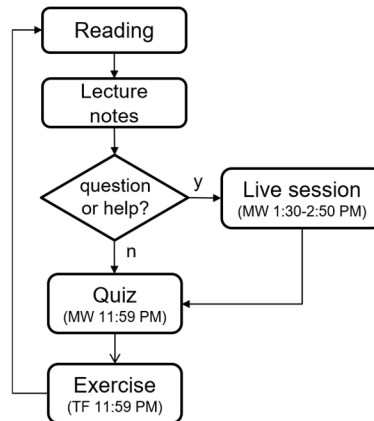 Reading
Lecture
notes
question
or help?
y
Live session
(MW 1:30-2:50 PM)
n
Quiz
(MW 11:59 PM)
Exercise
(TF 11:59 PM)